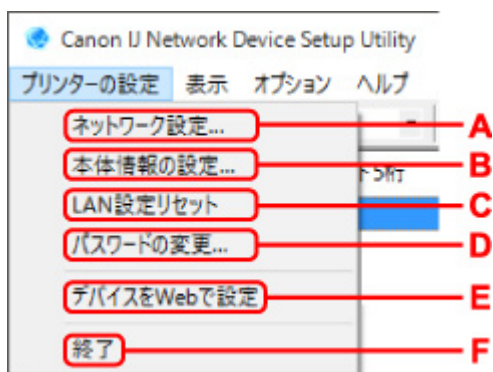 Canon IJ Network Device Setup Utility
プリンターの設定 表示 オプション ヘルプ
ネットワーク設定... A
本体情報の設定... B
ト5桁
LAN設定リセット C
パスワードの変更... D
デバイスをWebで設定 E
終了 F